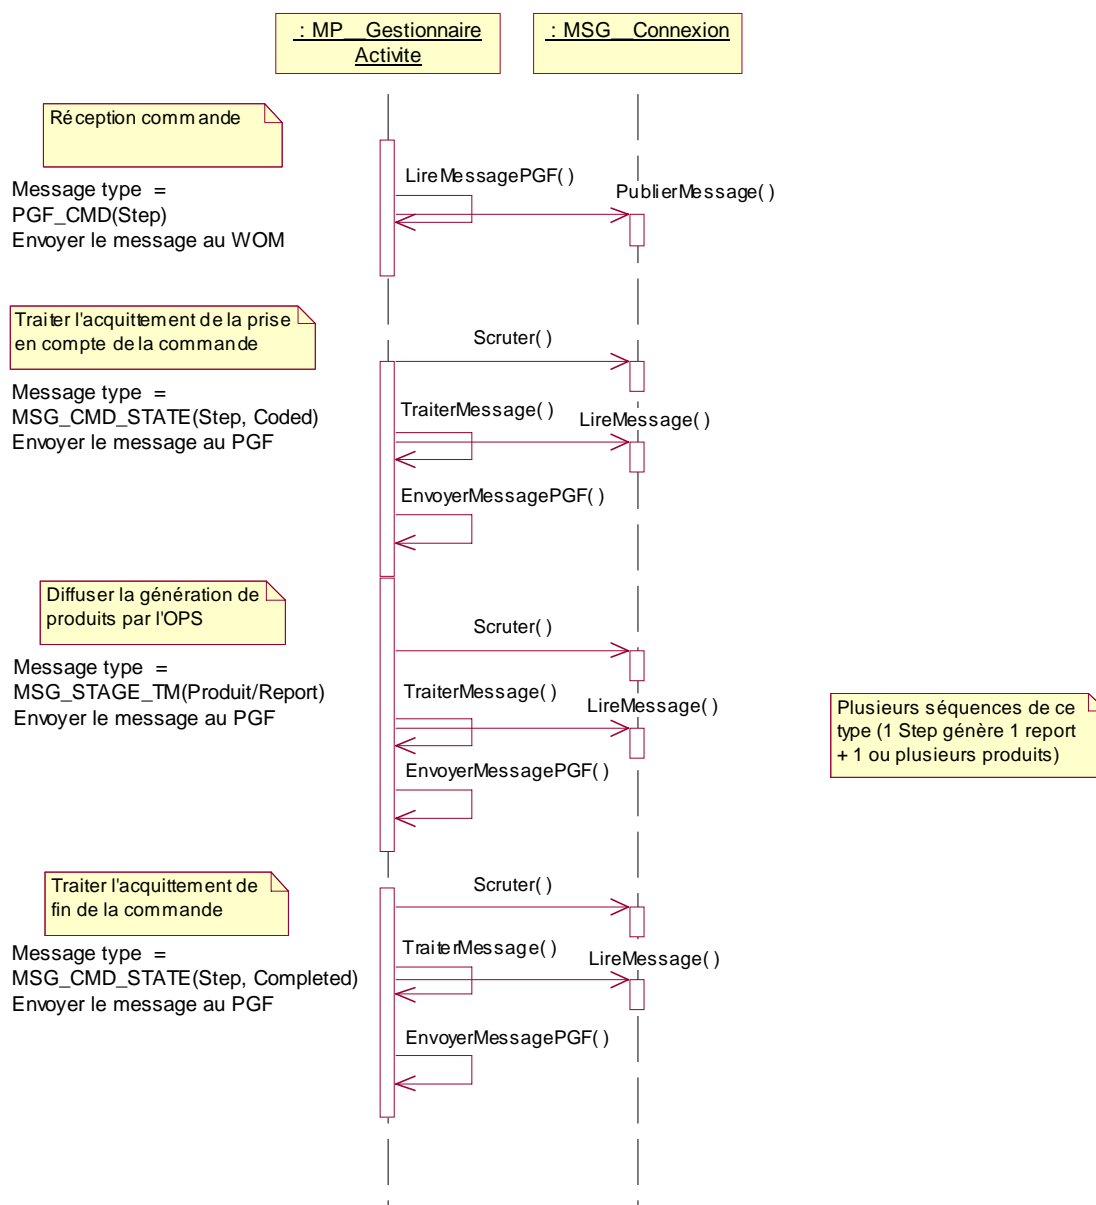 : MP__Gestionnaire
Activite
: MSG__Connexion
Réception commande
Message type =
PGF_CMD(Step)
Envoyer le message au WOM
LireMessagePGF( )
PublierMessage( )
Traiter l'acquittement de la prise
en compte de la commande
Message type =
MSG_CMD_STATE(Step, Coded)
Envoyer le message au PGF
Scruter( )
TraiterMessage( )
LireMessage( )
EnvoyerMessagePGF( )
Diffuser la génération de
produits par l'OPS
Message type =
MSG_STAGE_TM(Produit/Report)
Envoyer le message au PGF
Scruter( )
TraiterMessage( )
LireMessage( )
EnvoyerMessagePGF( )
Plusieurs séquences de ce
type (1 Step génère 1 report
+ 1 ou plusieurs produits)
Traiter l'acquittement de
fin de la commande
Message type =
MSG_CMD_STATE(Step, Completed)
Envoyer le message au PGF
Scruter( )
TraiterMessage( )
LireMessage( )
EnvoyerMessagePGF( )